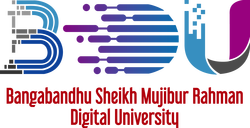 BDU
Bangabandhu Sheikh Mujibur Rahman
Digital University